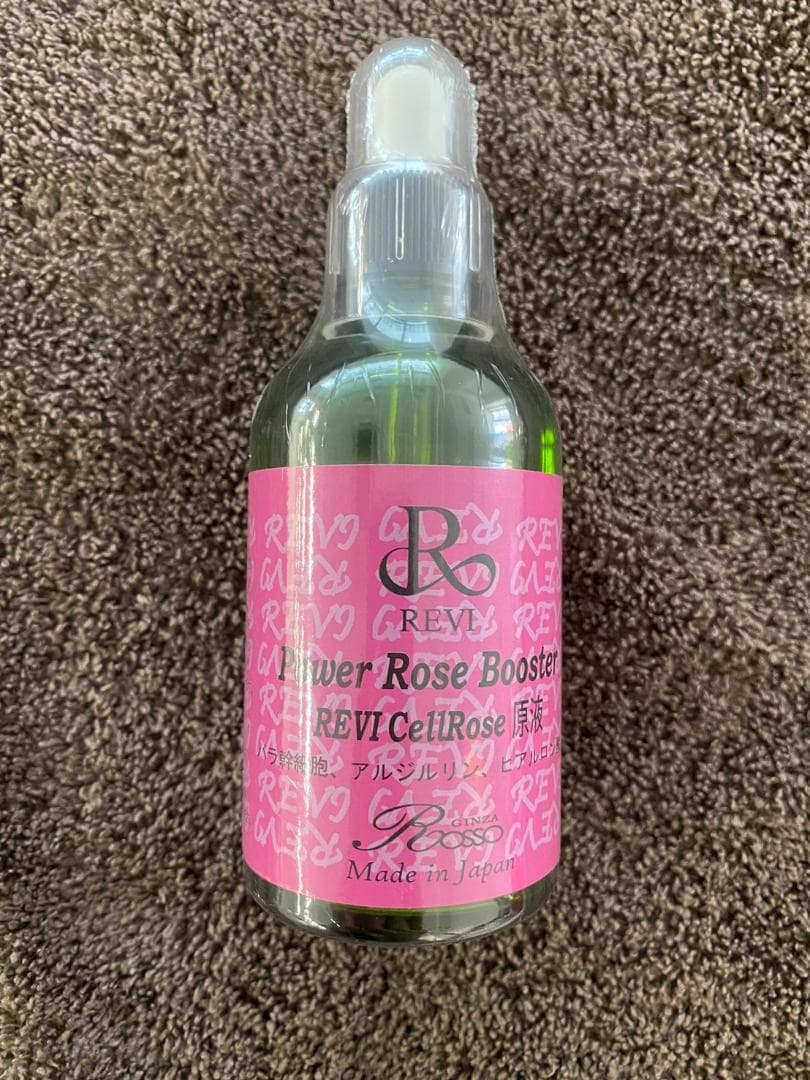 R
REVI
Power Rose Booster
REVI CellRose 原液
バラ幹細胞、アルジルリン、ヒアルロン
GINZA
Roosso
Made in Japan